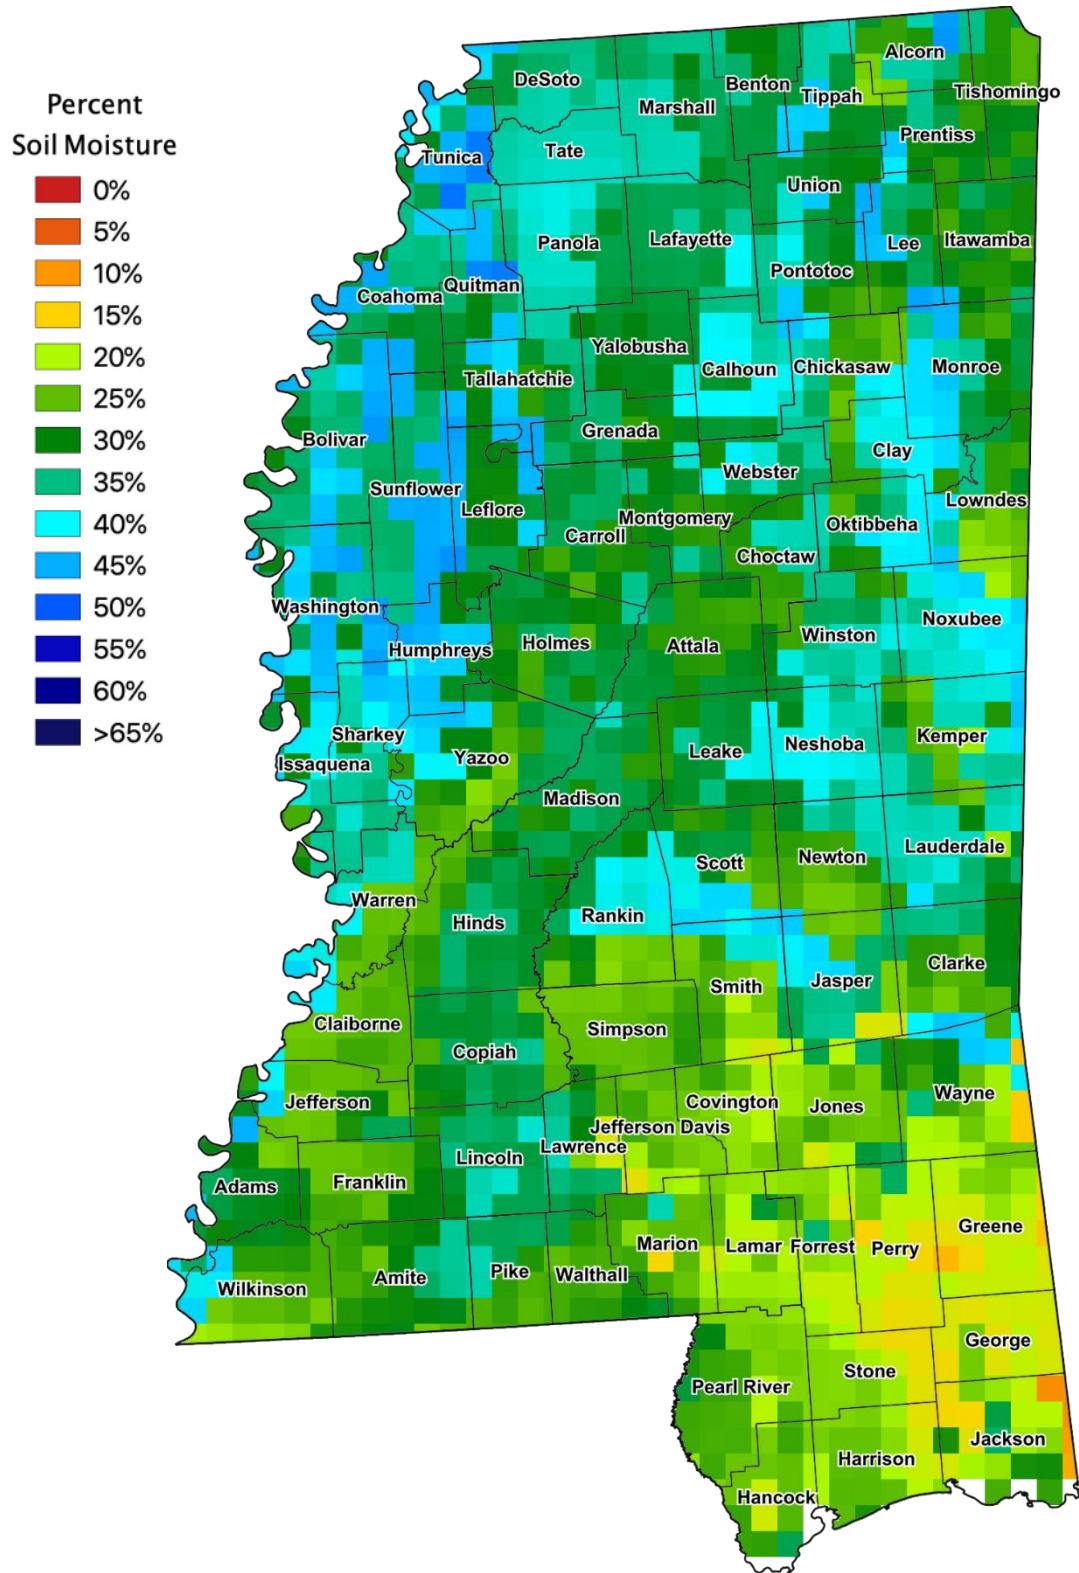 Percent
Soil Moisture
0%
5%
10%
15%
20%
25%
30%
35%
40%
45%
50%
55%
60%
>65%
Alcorn
DeSoto
Benton
Tippah
Tishomingo
Marshall
Prentiss
Tunica
Tate
Union
Panola
Lafayette
Lee
Itawamba
Pontotoc
Quitman
Coahoma
Yalobusha
Calhoun
Chickasaw
Monroe
Tallahatchie
Bolivar
Grenada
Clay
Webster
Sunflower
Leflore
Lowndes
Montgomery
Oktibbeha
Carroll
Choctaw
Washington
Noxubee
Winston
Humphreys
Holmes
Attala
Sharkey
Kemper
Neshoba
Leake
Yazoo
Issaquena
Madison
Lauderdale
Newton
Scott
Warren
Rankin
Hinds
Clarke
Jasper
Smith
Claiborne
Simpson
Copiah
Wayne
Jefferson
Covington
Jones
Jefferson Davis
Lawrence
Lincoln
Franklin
Adams
Greene
Marion
Lamar
Forrest
Perry
Pike
Walthall
Amite
Wilkinson
George
Stone
Pearl River
Jackson
Harrison
Hancock